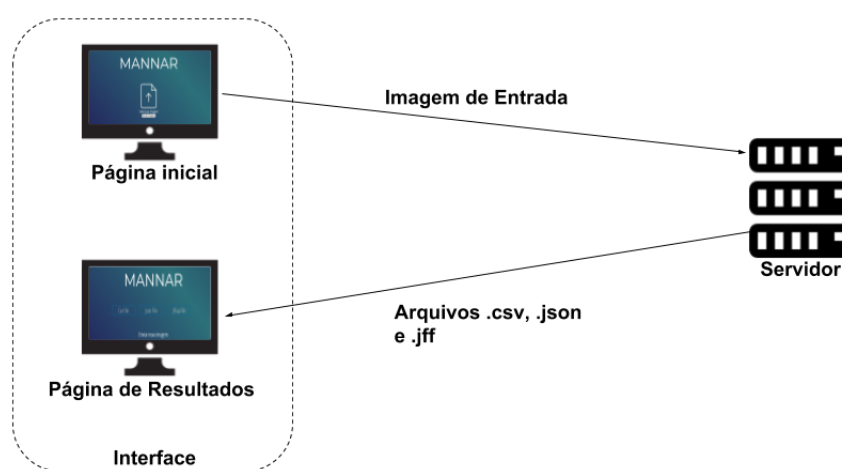 MANNAR
Imagem de Entrada
Página inicial
Servidor
MANNAR
Arquivos .csv, .json
e .jff
Página de Resultados
Interface